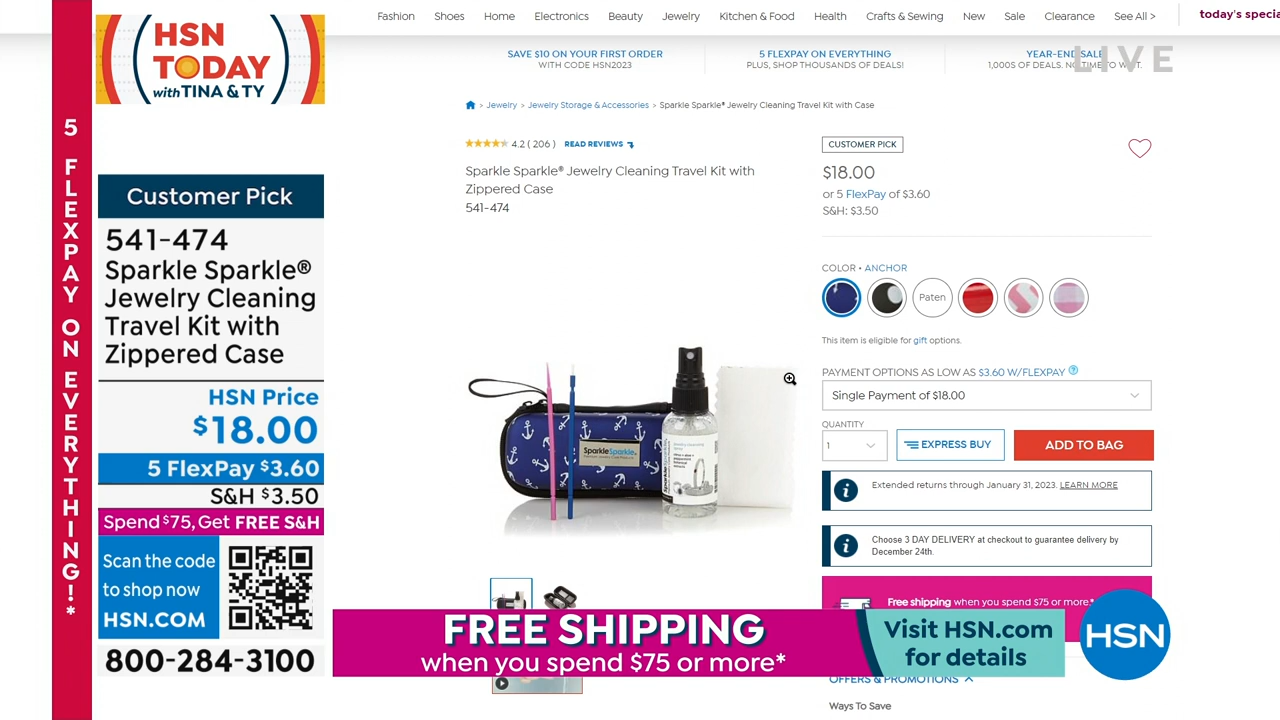 HSN
TODAY
with TINA & TY
5 FLEXPAY ON EVERYTHING!*
Customer Pick
541-474
Sparkle Sparkle®
Jewelry Cleaning
Travel Kit with
Zippered Case
HSN Price
$18.00
5 FlexPay $3.60
S&H $3.50
Spend $75, Get FREE S&H
Scan the code
to shop now
HSN.COM
800-284-3100
Fashion Shoes Home Electronics Beauty Jewelry Kitchen & Food Health Crafts & Sewing New Sale Clearance See All >
today's specia
SAVE $10 ON YOUR FIRST ORDER
WITH CODE HSN2023
5 FLEXPAY ON EVERYTHING
PLUS, SHOP THOUSANDS OF DEALS!
YEAR-END SALE
1,000S OF DEALS. NO TIME TO WAIT.
LIVE
> Jewelry > Jewelry Storage & Accessories > Sparkle Sparkle® Jewelry Cleaning Travel Kit with Case
4.2 ( 206 ) READ REVIEWS
Sparkle Sparkle® Jewelry Cleaning Travel Kit with
Zippered Case
541-474
SparkleSparkle
CUSTOMER PICK
$18.00
or 5 FlexPay of $3.60
S&H: $3.50
COLOR • ANCHOR
Paten
This item is eligible for gift options.
PAYMENT OPTIONS AS LOW AS $3.60 W/FLEXPAY ?
Single Payment of $18.00
QUANTITY
1
EXPRESS BUY
ADD TO BAG
i
Extended returns through January 31, 2023. LEARN MORE
i
Choose 3 DAY DELIVERY at checkout to guarantee delivery by
December 24th.
Free shipping when you spend $75 or more.*
FREE SHIPPING
when you spend $75 or more*
Visit HSN.com
for details
HSN
OFFERS & PROMOTIONS
Ways To Save